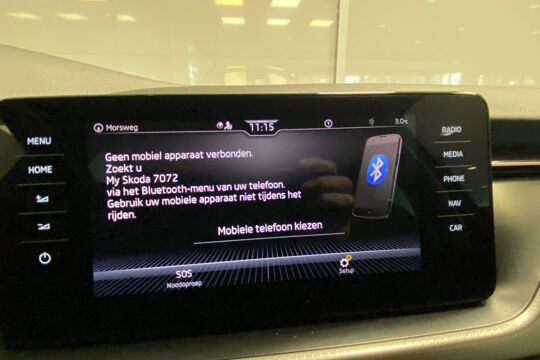 Morsweg
11:15
3.0°C
MENU
HOME
RADIO
MEDIA
PHONE
NAV
CAR
Geen mobiel apparaat verbonden.
Zoekt u
My Skoda 7072
via het Bluetooth-menu van uw telefoon.
Gebruik uw mobiele apparaat niet tijdens het
rijden.
Mobiele telefoon kiezen
SOS
Noodoproep
Setup